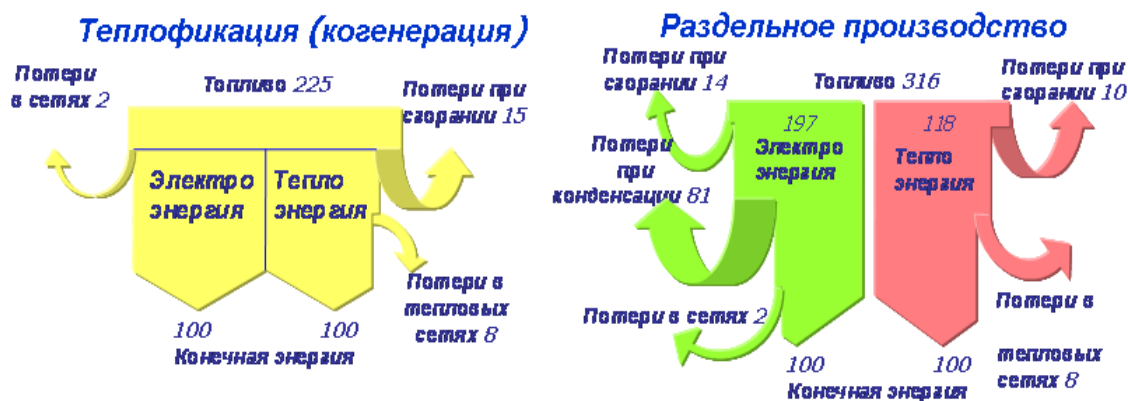 Теплофикация (когенерация)
Потери
в сетях 2
Топливо 225
Потери при
сгорании 15
Электро
энергия
Тепло
энергия
Потери в
тепловых
сетях 8
100
100
Конечная энергия
Раздельное производство
Потери при
сгорании 14
Топливо 316
Потери при
сгорании 10
197
Электро
энергия
118
Тепло
энергия
Потери
при
конденсации 81
Потери в сетях 2
Потери в
тепловых
сетях 8
100
100
Конечная энергия